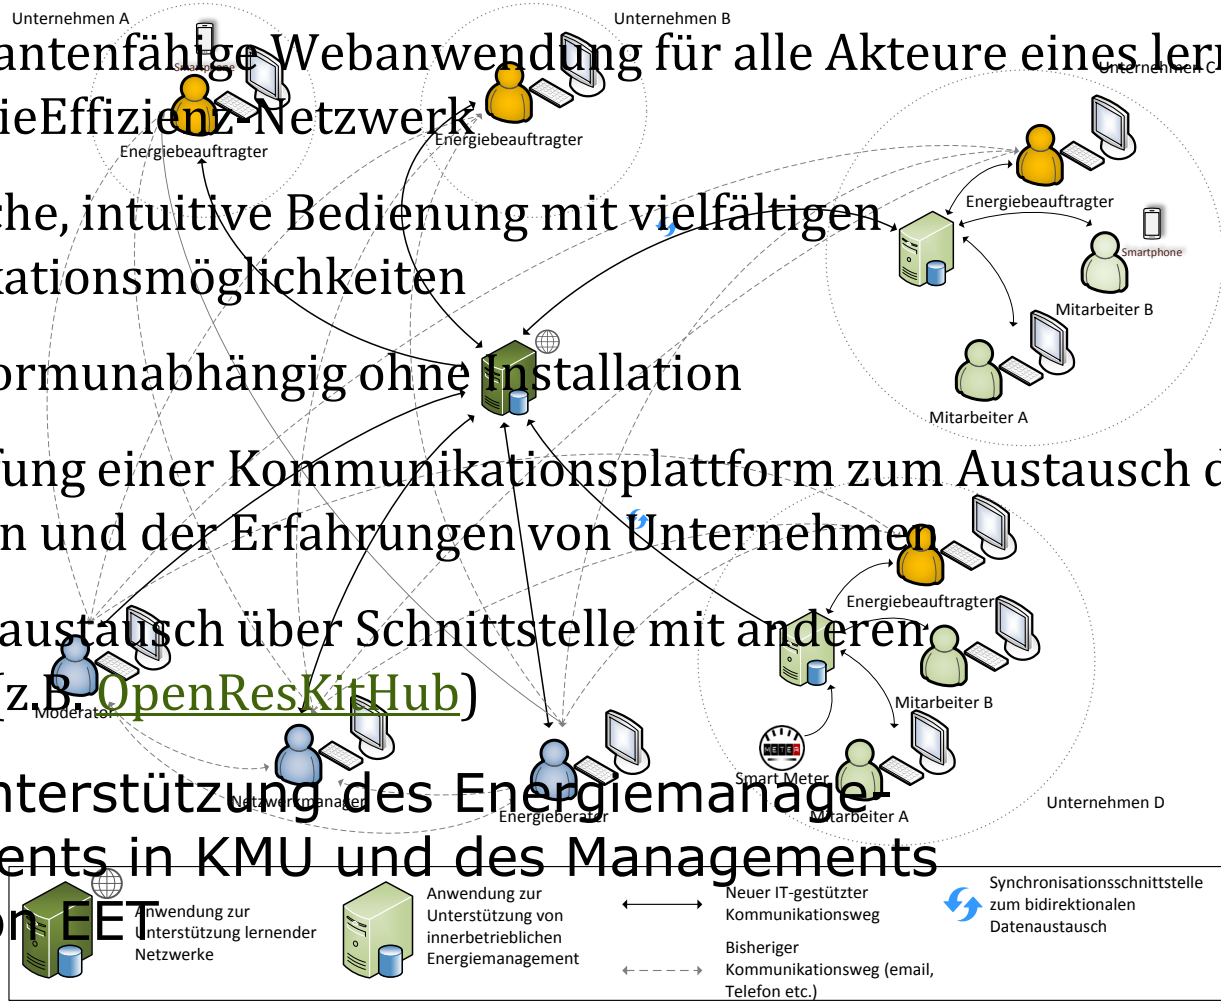 Unternehmen A
Unternehmen B
antenfähige Webanwendung für alle Akteure eines lern
Smartphone
Unternehmen C
ieEffizienz-Netzwerk
Energiebeauftragter
Energiebeauftragter
Energiebeauftragter
che, intuitive Bedienung mit vielfältigen
Smartphone
kationsmöglichkeiten
Mitarbeiter B
ormunabhängig ohne Installation
Mitarbeiter A
fung einer Kommunikationsplattform zum Austausch d
n und der Erfahrungen von Unternehmen
Energiebeauftragter
austausch über Schnittstelle mit anderen
(z.B. OpenResKitHub)
Moderator
Mitarbeiter B
METER
Smart Meter
nterstützung des Energiemanage-
Netzwerkmanager
Energieberater
Mitarbeiter A
Unternehmen D
ents in KMU und des Managements
on EET
Anwendung zur
Unterstützung lernender
Netzwerke
Anwendung zur
Unterstützung von
innerbetrieblichen
Energiemanagement
Neuer IT-gestützter
Kommunikationsweg
Bisheriger
Kommunikationsweg (email,
Telefon etc.)
Synchronisationsschnittstelle
zum bidirektionalen
Datenaustausch